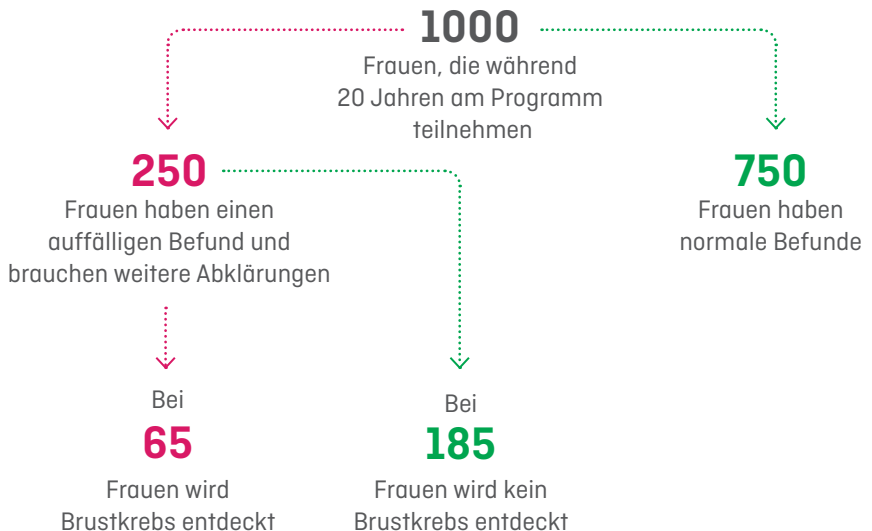 1000
Frauen, die während
20 Jahren am Programm
teilnehmen
250
Frauen haben einen
auffälligen Befund und
brauchen weitere Abklärungen
750
Frauen haben
normale Befunde
Bei
65
Frauen wird
Brustkrebs entdeckt
Bei
185
Frauen wird kein
Brustkrebs entdeckt